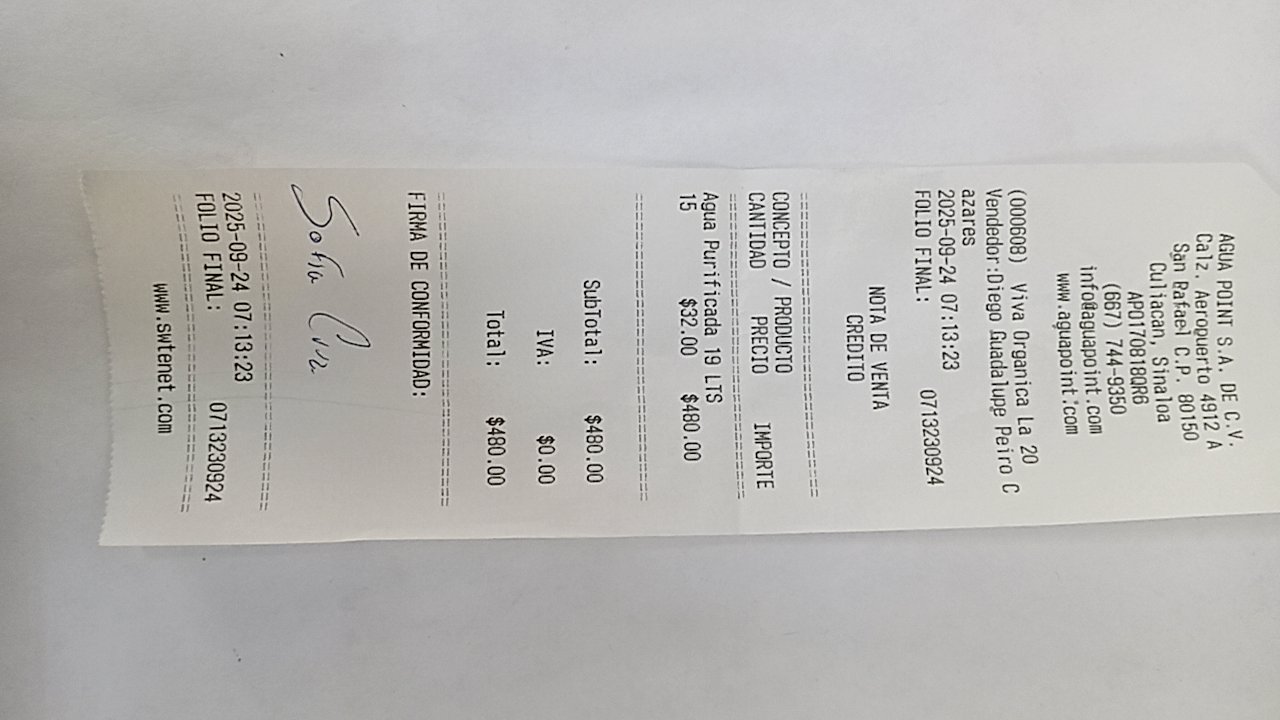 AGUA POINT S.A. DE C.V.
Calz. Aeropuerto 4912 A
San Rafael C.P. 80150
Culiacan, Sinaloa
APO170818QR6
(667) 744-9350
info@aguapoint.com
www.aguapoint.com
(000608) Viva Organica La 20
Vendedor:Diego Guadalupe Peiro C
azares
2025-09-24 07:13:23
FOLIO FINAL: 0713230924
NOTA DE VENTA
CREDITO
CONCEPTO / PRODUCTO
CANTIDAD PRECIO IMPORTE
Agua Purificada 19 LTS
15 $32.00 $480.00
SubTotal: $480.00
IVA: $0.00
Total: $480.00
FIRMA DE CONFORMIDAD:
2025-09-24 07:13:23
FOLIO FINAL: 0713230924
www.swtenet.com